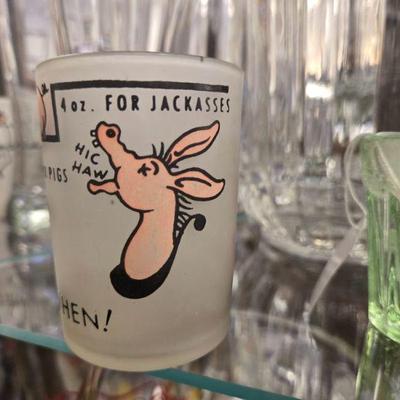 4 oz. FOR JACKASSES
HIC
HAW
PIGS
HEN!